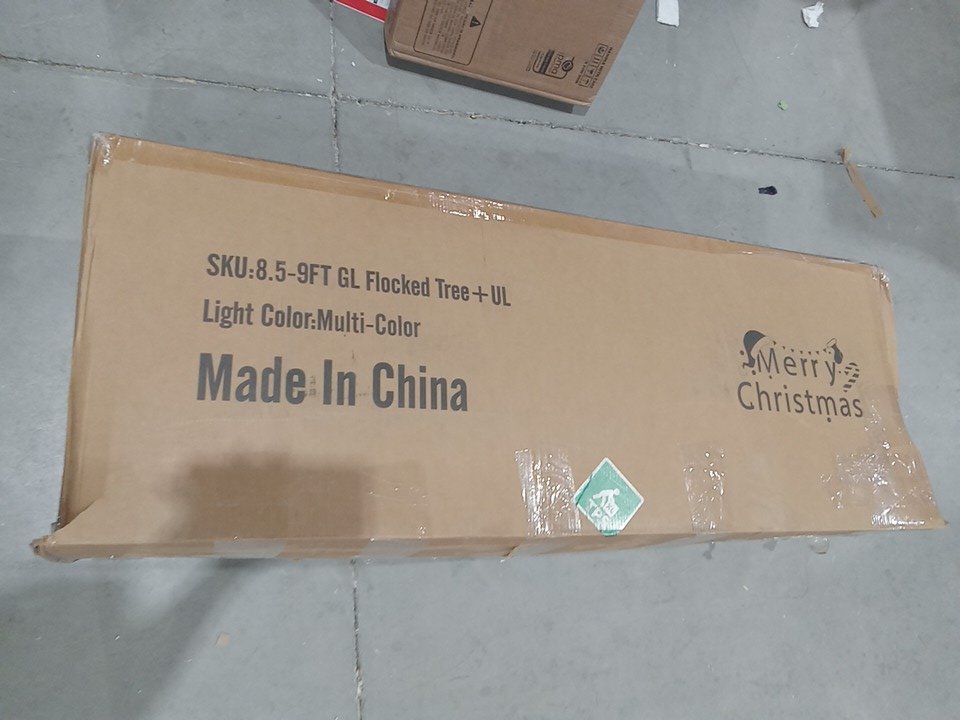 SKU:8.5-9FT GL Flocked Tree+UL
Light Color:Multi-Color
Made In China
Merry
Christmas